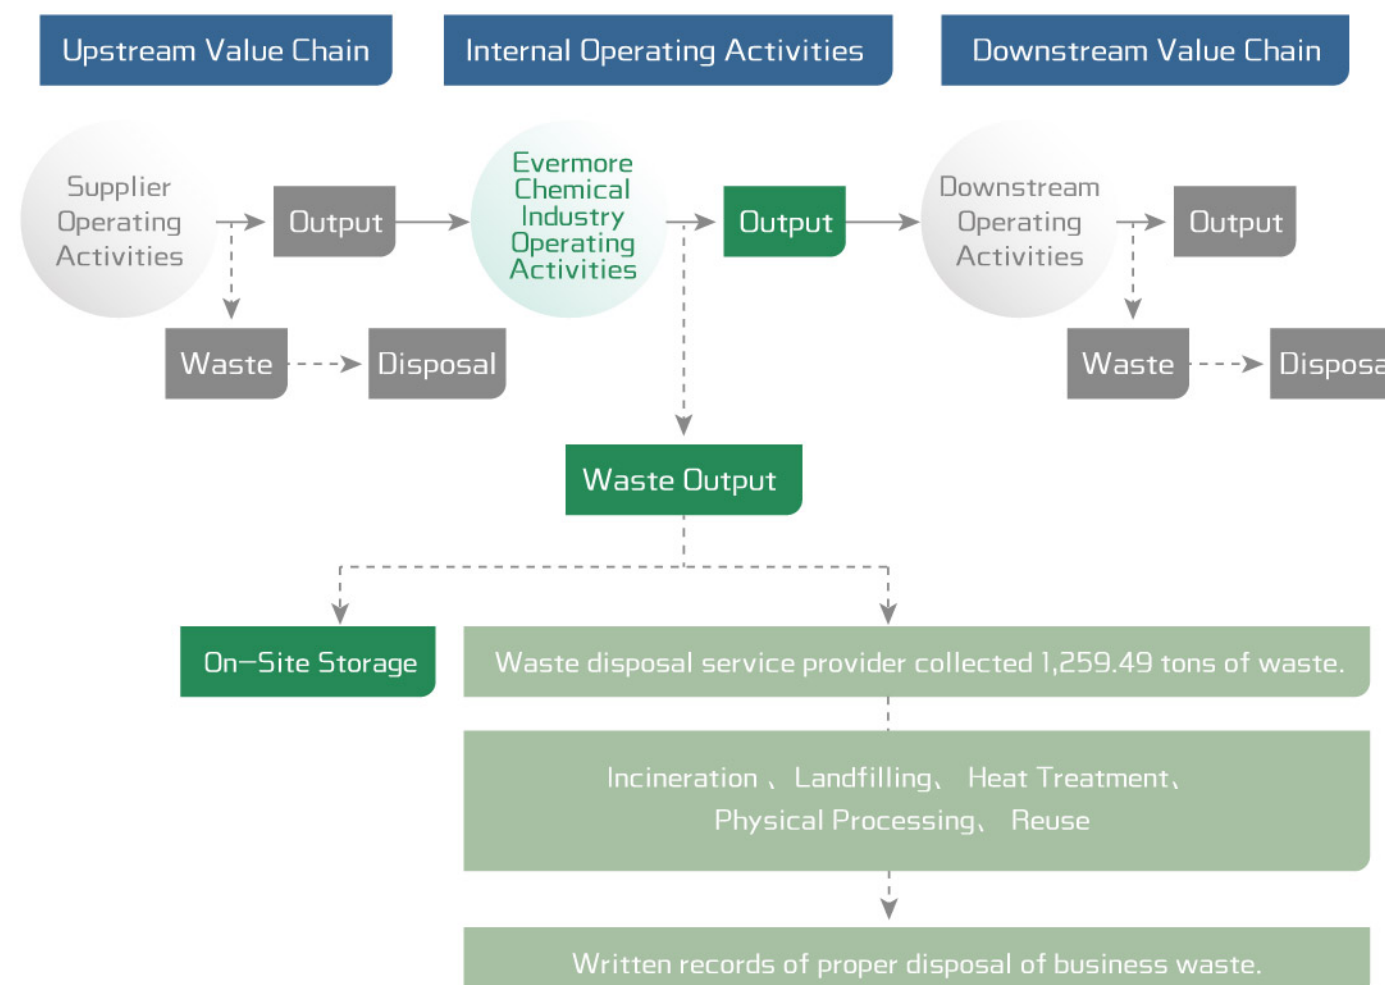 Upstream Value Chain
Internal Operating Activities
Downstream Value Chain
Supplier
Operating
Activities
Output
Evermore
Chemical
Industry
Operating
Activities
Output
Downstream
Operating
Activities
Output
Waste
Disposal
Waste
Disposa
Waste Output
On-Site Storage
Waste disposal service provider collected 1,259.49 tons of waste.
Incineration 、 Landfilling、 Heat Treatment、
Physical Processing、 Reuse
Written records of proper disposal of business waste.